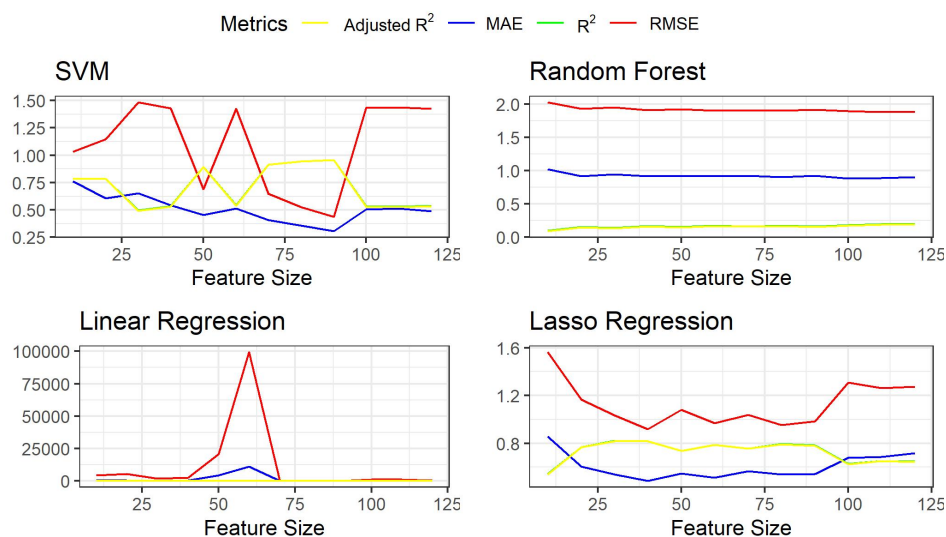 Metrics Adjusted R² MAE R² RMSE
SVM
1.50
1.25
1.00
0.75
0.50
0.25
25 50 75 100 125
Feature Size
Random Forest
2.0
1.5
1.0
0.5
0.0
25 50 75 100 125
Feature Size
Linear Regression
100000
75000
50000
25000
0
25 50 75 100 125
Feature Size
Lasso Regression
1.6
1.2
0.8
25 50 75 100 125
Feature Size